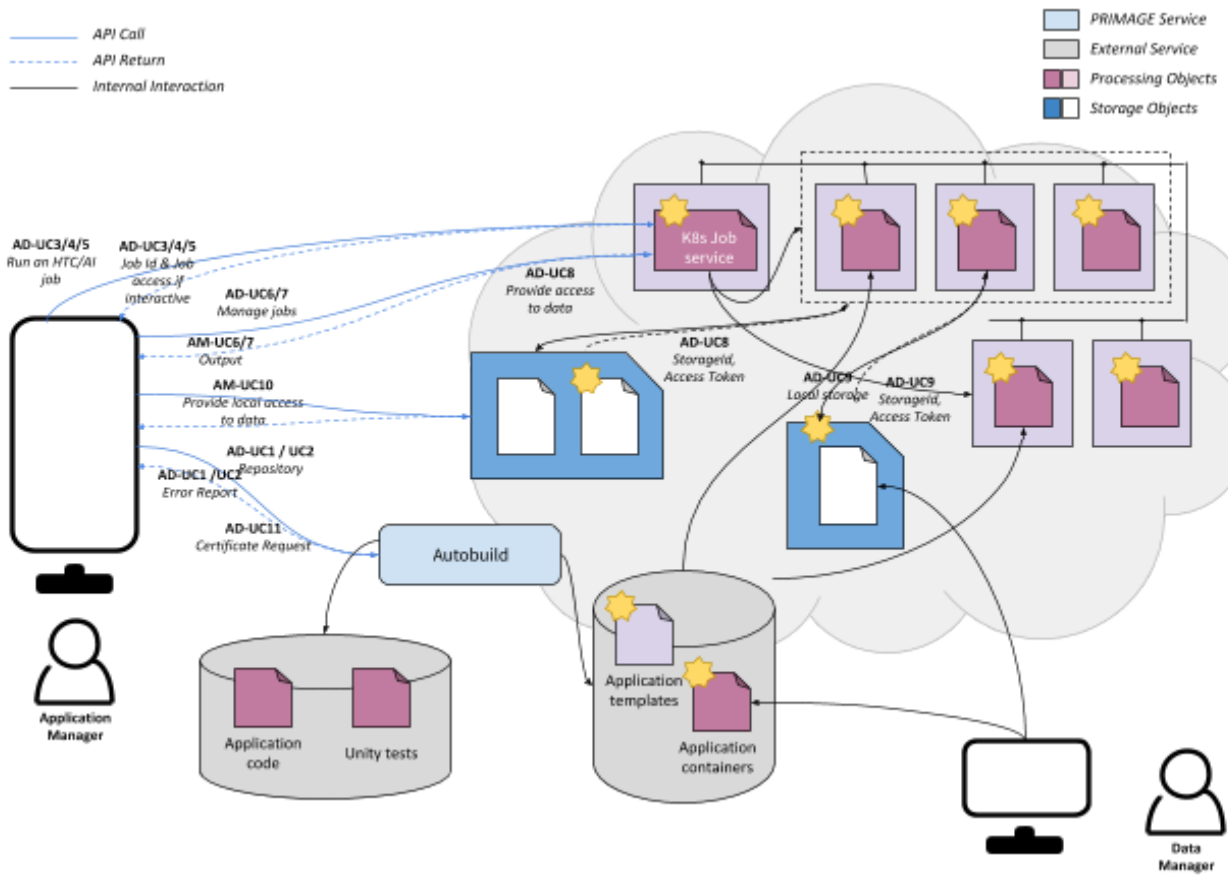 API Call
API Return
Internal Interaction
PRIMAGE Service
External Service
Processing Objects
Storage Objects
AD-UC3/4/5
Run an HTC/AI
job
AD-UC3/4/5
Job Id & Job
access if
interactive
K8s Job
service
AD-UC8
Provide access
to data
AD-UC6/7
Manage jobs
AM-UC6/7
Output
AD-UC8
StorageId,
Access Token
AM-UC10
Provide local access
to data
AD-UC9
Local storage
AD-UC9
StorageId,
Access Token
AD-UC1 / UC2
Repository
AD-UC1 /UC2
Error Report
AD-UC11
Certificate Request
Autobuild
Application
Manager
Application
code
Unity tests
Application
templates
Application
containers
Data
Manager